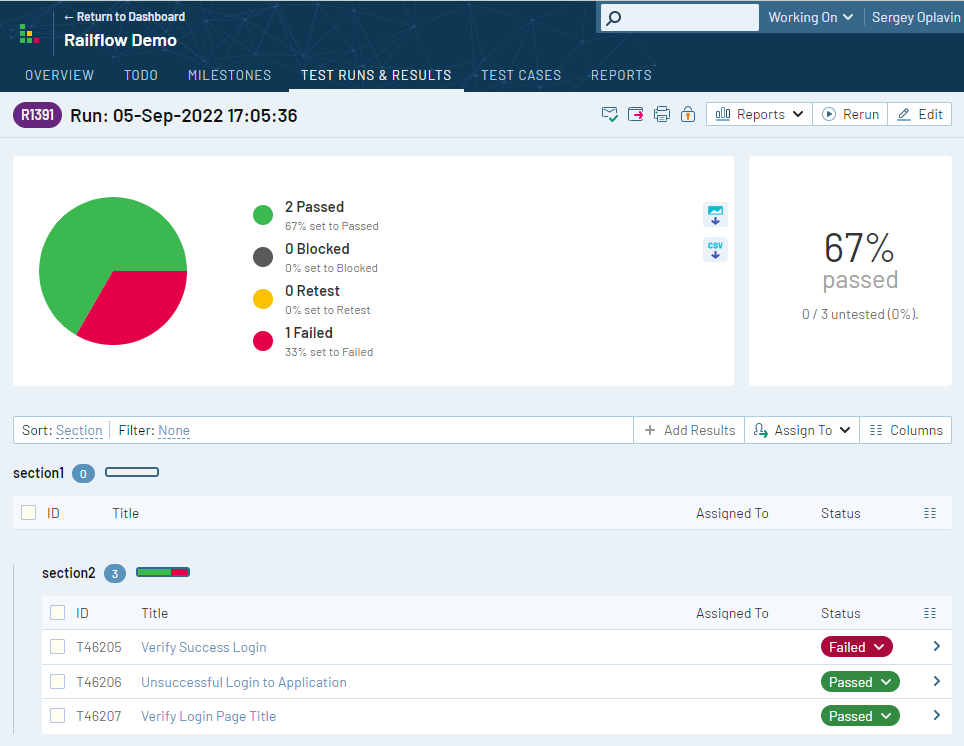 ← Return to Dashboard
Railflow Demo
Working On
Sergey Oplavin
OVERVIEW TODO MILESTONES TEST RUNS & RESULTS TEST CASES REPORTS
R1391 Run: 05-Sep-2022 17:05:36
Reports Rerun Edit
2 Passed
67% set to Passed
0 Blocked
0% set to Blocked
0 Retest
0% set to Retest
1 Failed
33% set to Failed
CSV
67%
passed
0 / 3 untested (0%).
Sort: Section Filter: None + Add Results Assign To Columns
section1 0
ID Title Assigned To Status
section2 3
ID Title Assigned To Status
T46205 Verify Success Login Failed
T46206 Unsuccessful Login to Application Passed
T46207 Verify Login Page Title Passed